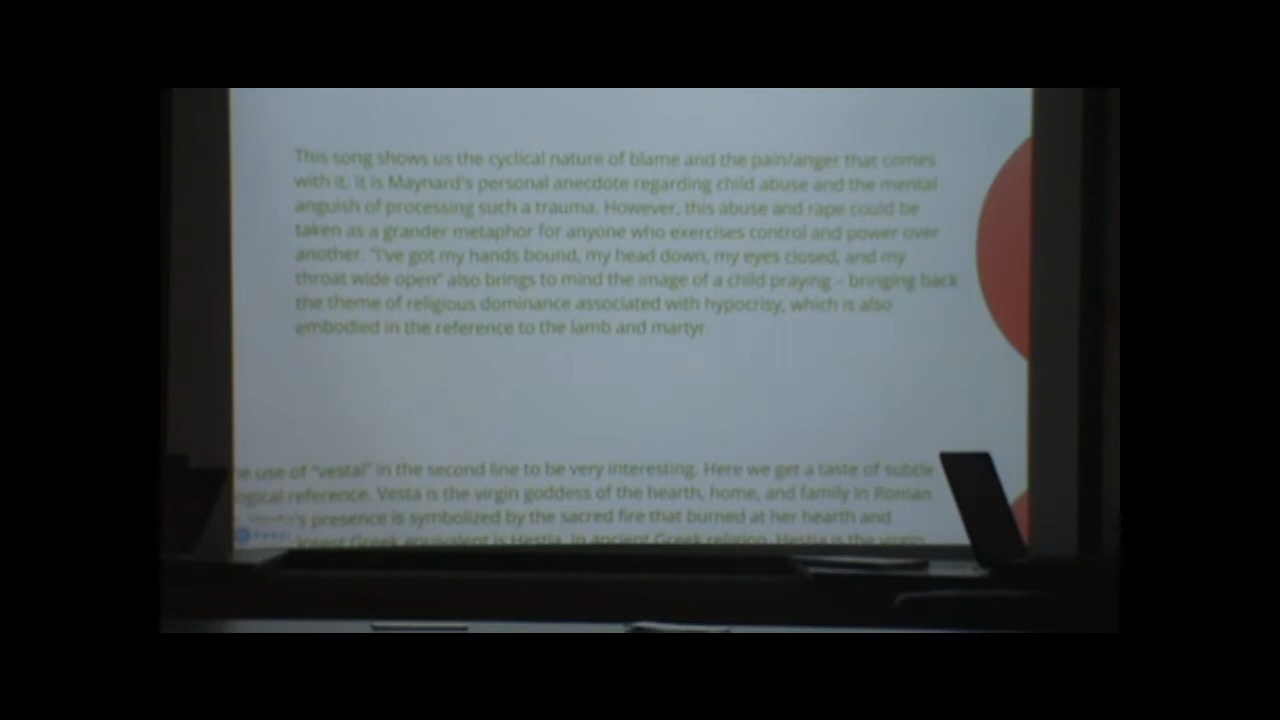 This song shows us the cyclical nature of blame and the pain/anger that comes
with it. It is Maynard's personal anecdote regarding child abuse and the mental
anguish of processing such a trauma. However, this abuse and rape could be
taken as a grander metaphor for anyone who exercises control and power over
another. "I've got my hands bound, my head down, my eyes closed, and my
throat wide open" also brings to mind the image of a child praying - bringing back
the theme of religious dominance associated with hypocrisy, which is also
embodied in the reference to the lamb and martyr.
he use of "vestal" in the second line to be very interesting. Here we get a taste of subtle
ogical reference. Vesta is the virgin goddess of the hearth, home, and family in Roman
's presence is symbolized by the sacred fire that burned at her hearth and
Greek equivalent is Hestia. In ancient Greek religion, Hestia is the virgin